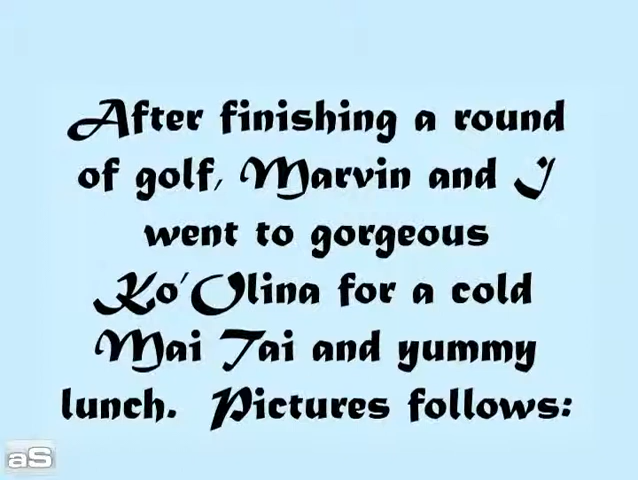 After finishing a round
of golf, Marvin and I
went to gorgeous
Ko'Olina for a cold
Mai Tai and yummy
lunch.  Pictures follows:
aS